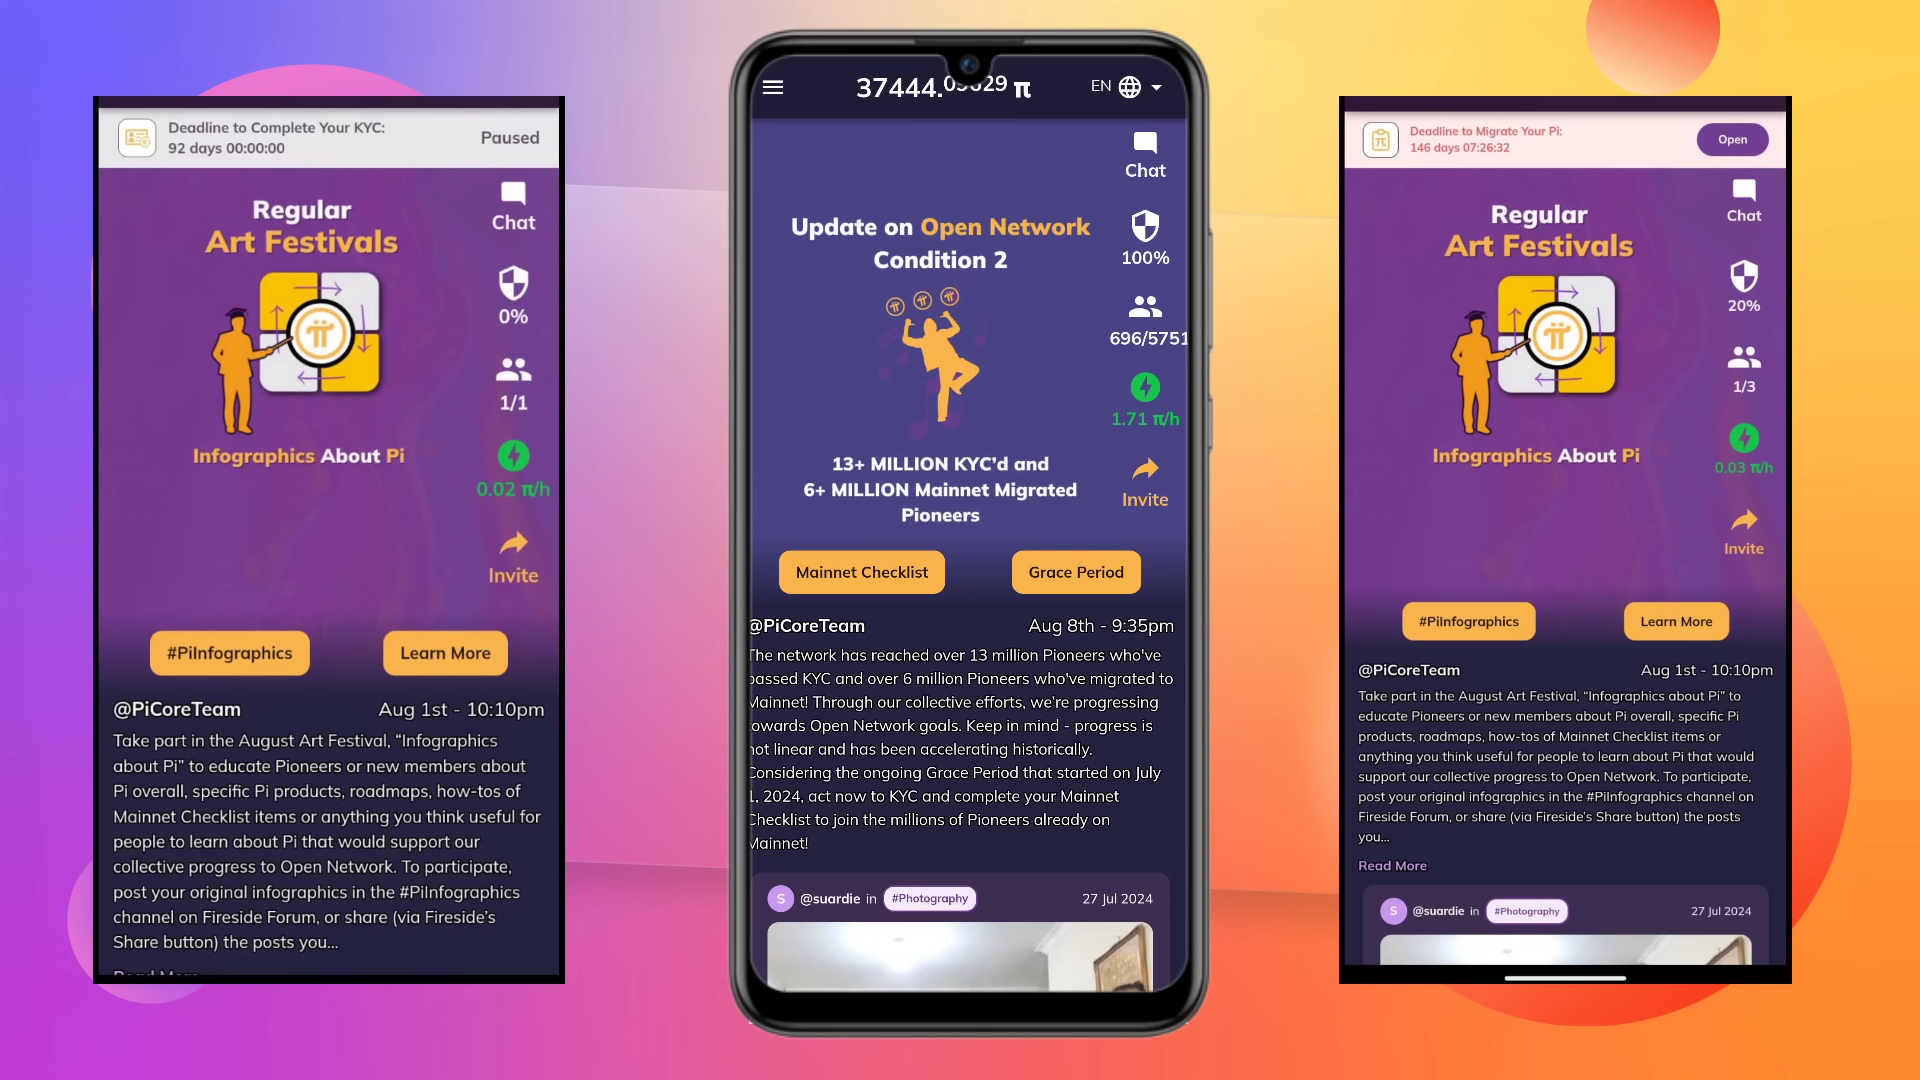 Deadline to Complete Your KYC:
92 days 00:00:00
Paused
Regular
Art Festivals
Infographics About Pi
Chat
0%
1/1
0.02 π/h
Invite
#PiInfographics
Learn More
@PiCoreTeam
Aug 1st - 10:10pm
Take part in the August Art Festival, “Infographics
about Pi” to educate Pioneers or new members about
Pi overall, specific Pi products, roadmaps, how-tos of
Mainnet Checklist items or anything you think useful for
people to learn about Pi that would support our
collective progress to Open Network. To participate,
post your original infographics in the #PiInfographics
channel on Fireside Forum, or share (via Fireside’s
Share button) the posts you...
Read More
37444.
π
EN
Update on Open Network
Condition 2
13+ MILLION KYC’d and
6+ MILLION Mainnet Migrated
Pioneers
Chat
100%
696/5751
1.71 π/h
Invite
Mainnet Checklist
Grace Period
@PiCoreTeam
Aug 8th - 9:35pm
The network has reached over 13 million Pioneers who've
passed KYC and over 6 million Pioneers who've migrated to
Mainnet! Through our collective efforts, we're progressing
towards Open Network goals. Keep in mind - progress is
not linear and has been accelerating historically.
Considering the ongoing Grace Period that started on July
1, 2024, act now to KYC and complete your Mainnet
Checklist to join the millions of Pioneers already on
Mainnet!
S @suardie in #Photography
27 Jul 2024
Deadline to Migrate Your Pi:
146 days 07:26:32
Open
Regular
Art Festivals
Infographics About Pi
Chat
20%
1/3
0.03 π/h
Invite
#PiInfographics
Learn More
@PiCoreTeam
Aug 1st - 10:10pm
Take part in the August Art Festival, “Infographics about Pi” to
educate Pioneers or new members about Pi overall, specific Pi
products, roadmaps, how-tos of Mainnet Checklist items or
anything you think useful for people to learn about Pi that would
support our collective progress to Open Network. To participate,
post your original infographics in the #PiInfographics channel on
Fireside Forum, or share (via Fireside’s Share button) the posts
you...
Read More
S @suardie in #Photography
27 Jul 2024